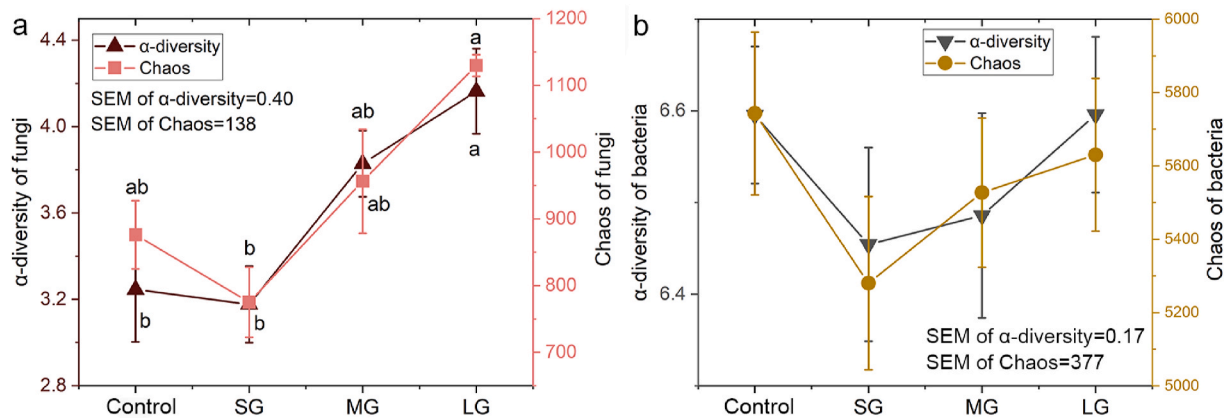 a
α-diversity
Chaos
SEM of α-diversity=0.40
SEM of Chaos=138
α-diversity of fungi
4.4
4.0
3.6
3.2
2.8
ab
b
b
b
ab
ab
a
a
Control
SG
MG
LG
1200
1100
1000
900
800
700
Chaos of fungi
b
α-diversity
Chaos
α-diversity of bacteria
6.6
6.4
SEM of α-diversity=0.17
SEM of Chaos=377
Control
SG
MG
LG
6000
5800
5600
5400
5200
5000
Chaos of bacteria